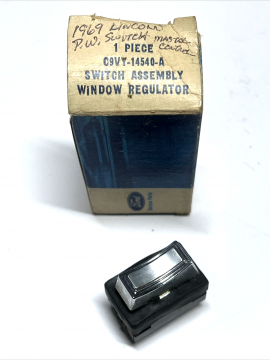 1969 LINCOLN
P.W. SWITCH MASTER
CONTROL
1 PIECE
C9VY-14540-A
SWITCH ASSEMBLY
WINDOW REGULATOR